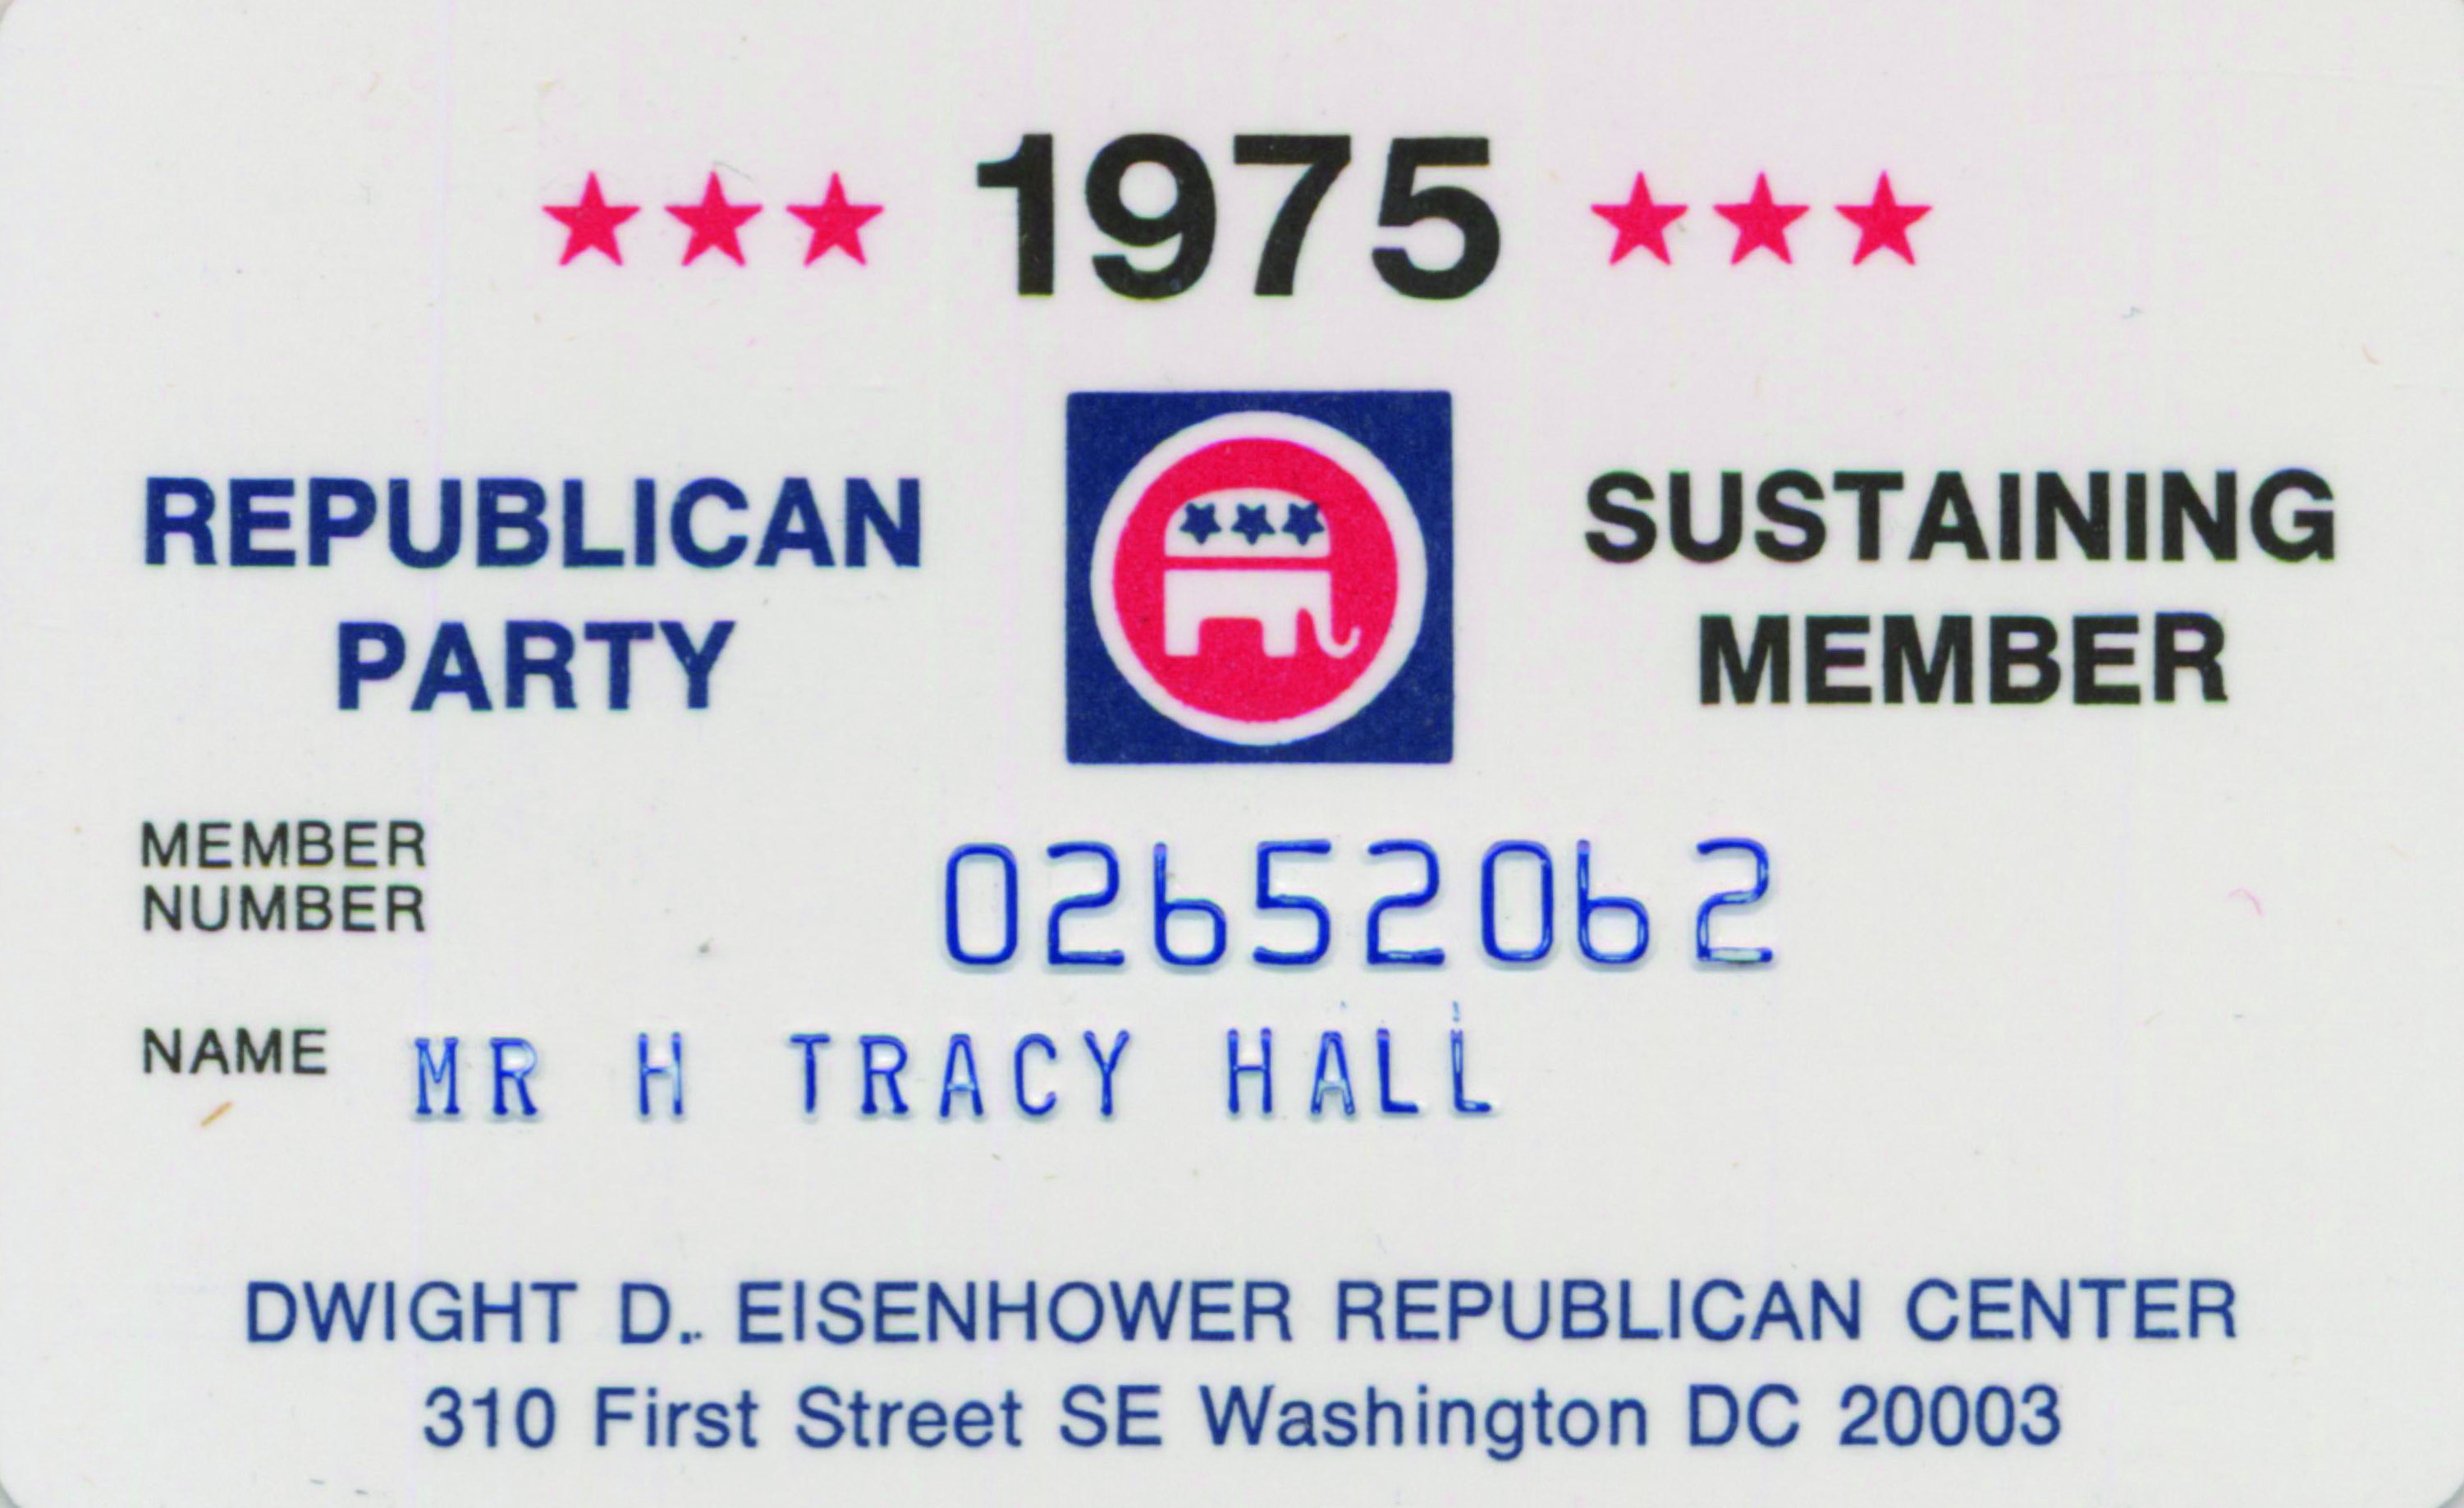 1975
REPUBLICAN
PARTY
SUSTAINING
MEMBER
MEMBER
NUMBER
02652062
NAME MR H TRACY HALL
DWIGHT D. EISENHOWER REPUBLICAN CENTER
310 First Street SE Washington DC 20003